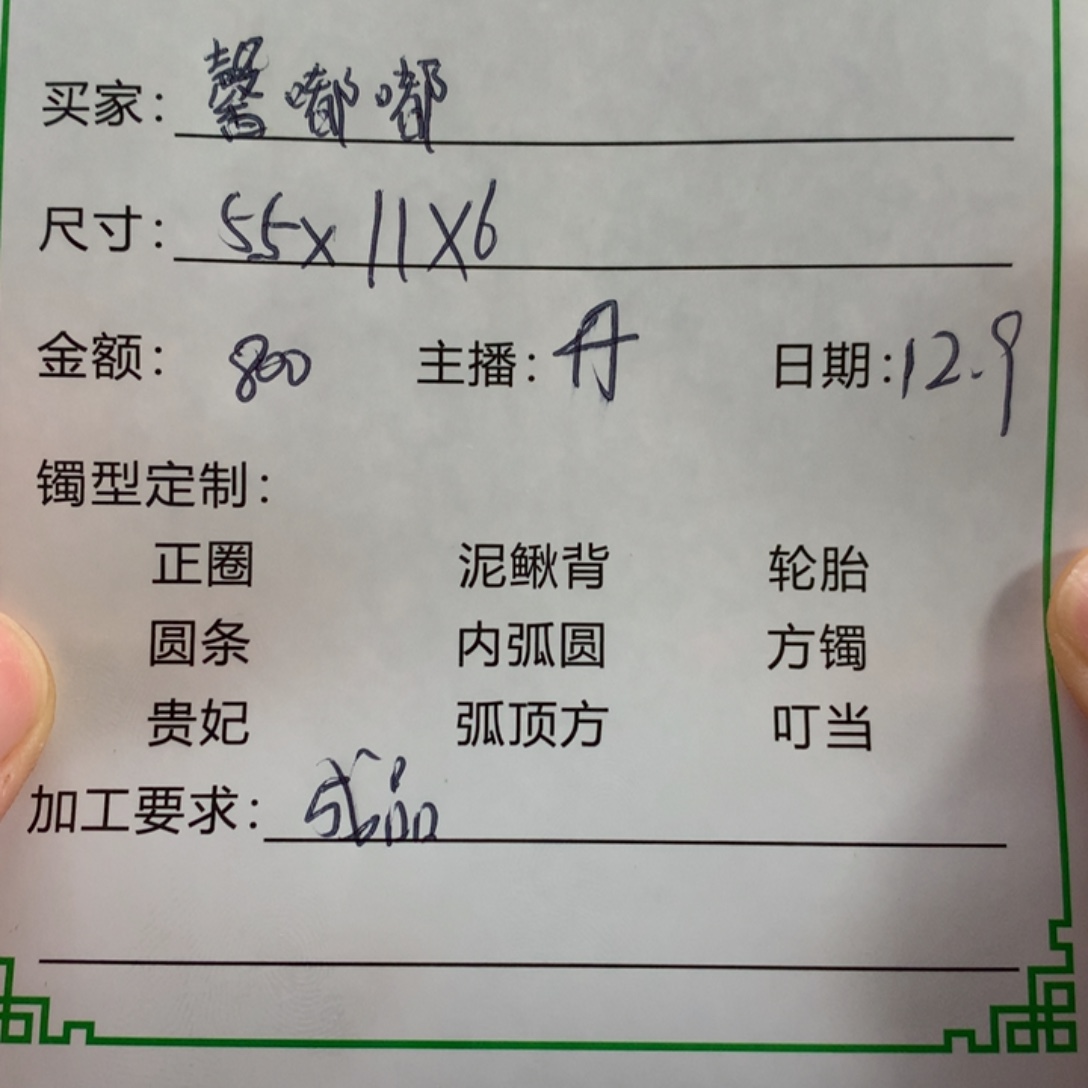 买家：馨嘟嘟
尺寸：55x11x6
金额：800 主播：丹 日期：12.9
镯型定制：
正圈 泥鳅背 轮胎
圆条 内弧圆 方镯
贵妃 弧顶方 叮当
加工要求：成品